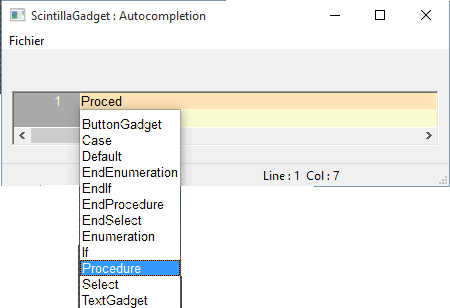 ScintillaGadget : Autocompletion
Fichier
1 Proced
ButtonGadget
Case
Default
EndEnumeration
EndIf
EndProcedure
EndSelect
Enumeration
If
Procedure
Select
TextGadget
Line : 1 Col : 7